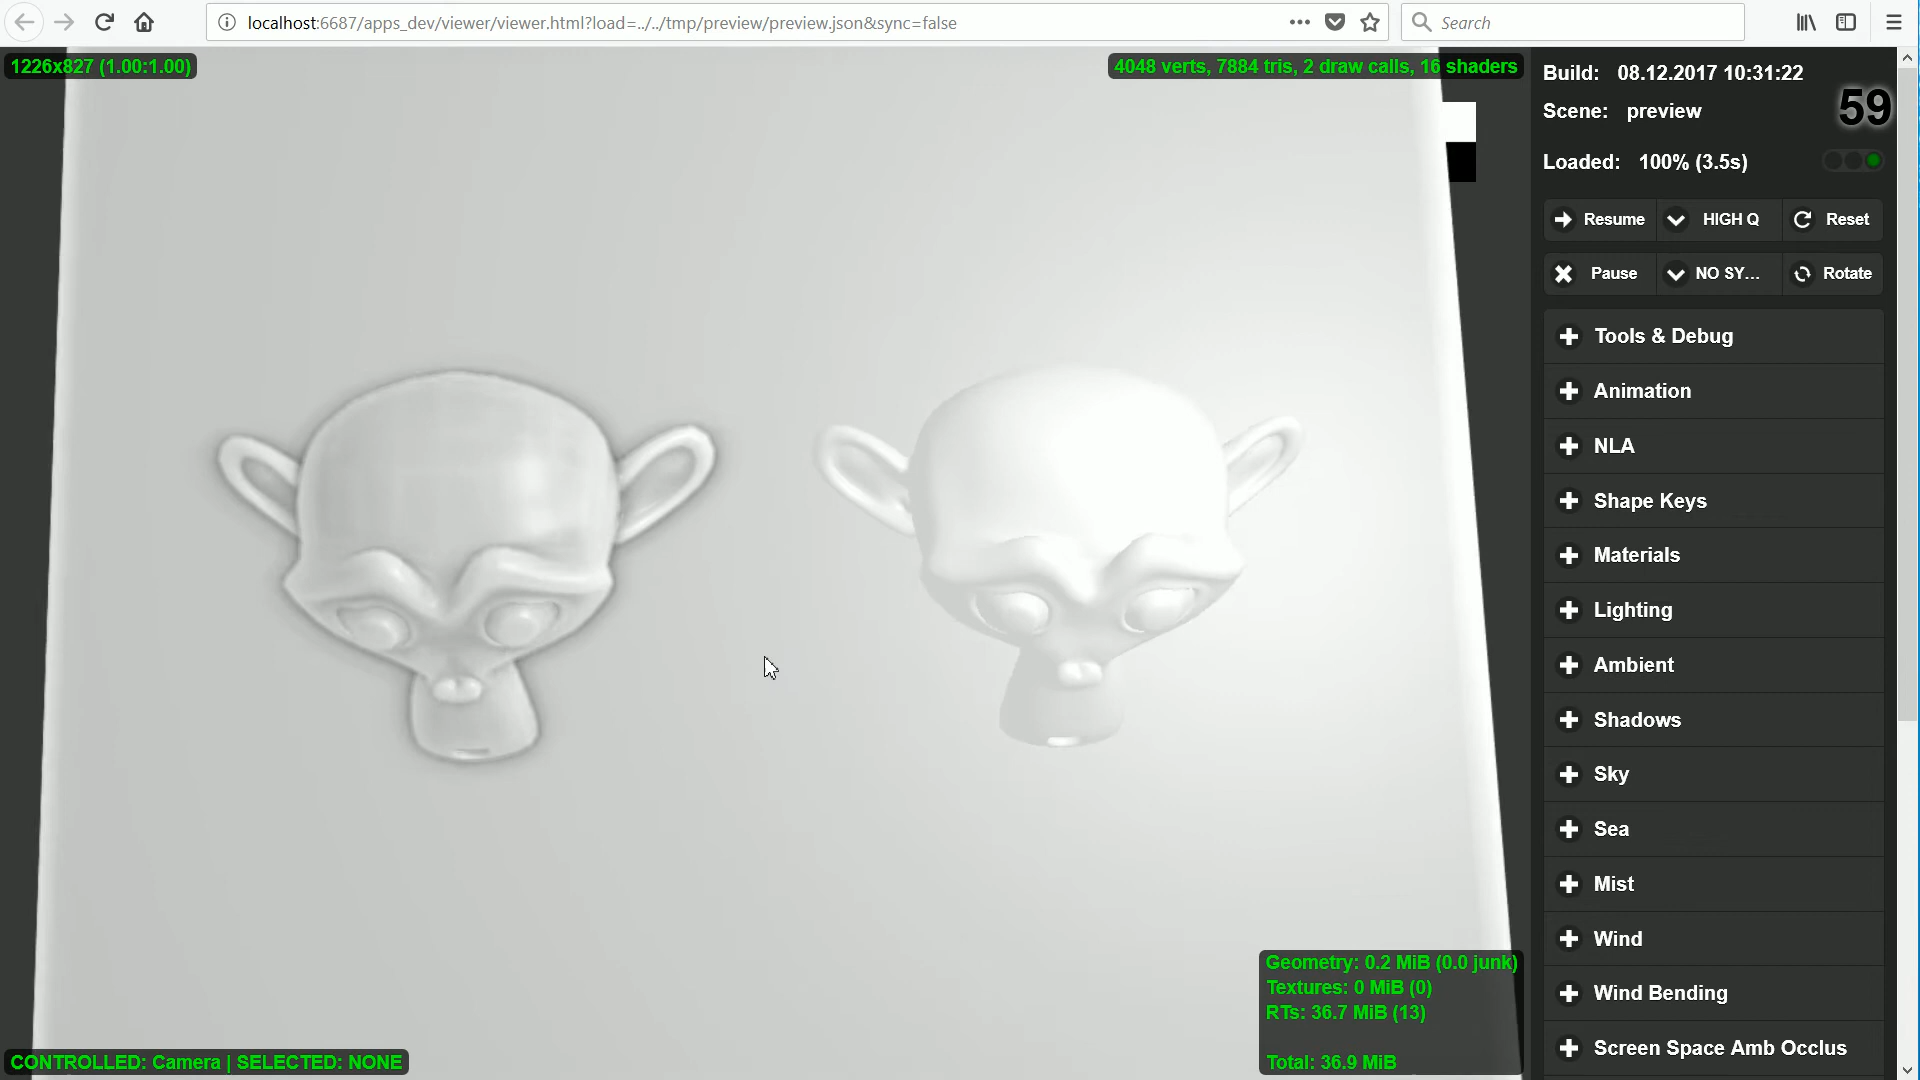 localhost:6687/apps_dev/viewer/viewer.html?load=../../tmp/preview/preview.json&sync=false
Search
1226x827 (1.00:1.00)
4048 verts, 7884 tris, 2 draw calls, 16 shaders
Build: 08.12.2017 10:31:22
Scene: preview
59
Loaded: 100% (3.5s)
Resume
HIGH Q
Reset
Pause
NO SY...
Rotate
Tools & Debug
Animation
NLA
Shape Keys
Materials
Lighting
Ambient
Shadows
Sky
Sea
Mist
Wind
Wind Bending
Screen Space Amb Occlus
Geometry: 0.2 MiB (0.0 junk)
Textures: 0 MiB (0)
RTs: 36.7 MiB (13)
Total: 36.9 MiB
CONTROLLED: Camera | SELECTED: NONE